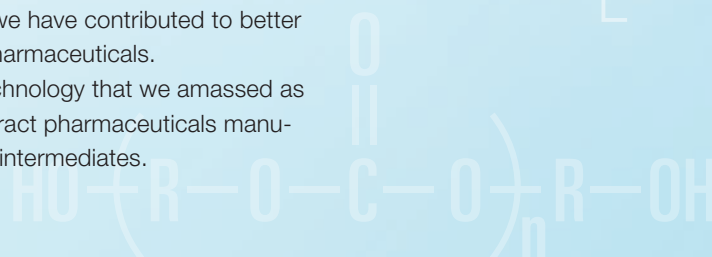 we have contributed to better
harmaceuticals.
chnology that we amassed as
ract pharmaceuticals manu-
intermediates.
O
HO—(R—O—C—O)n R—OH